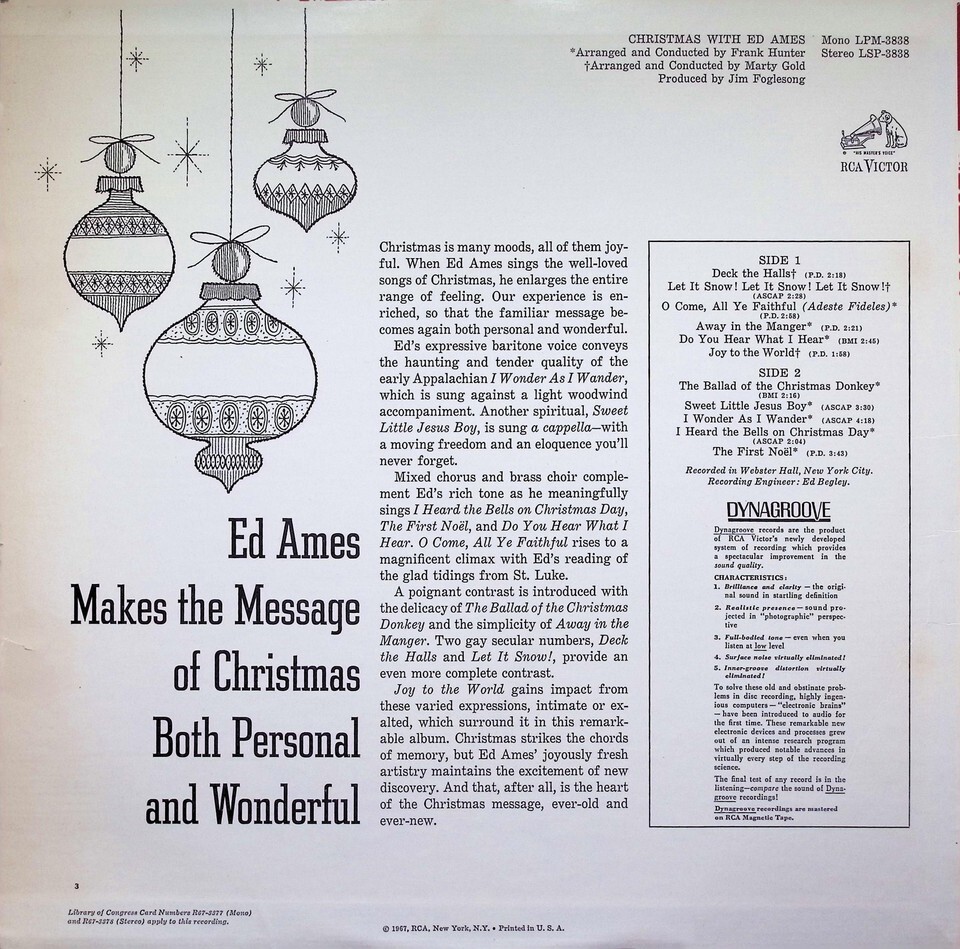 CHRISTMAS WITH ED AMES Mono LPM-3838
*Arranged and Conducted by Frank Hunter Stereo LSP-3838
†Arranged and Conducted by Marty Gold
Produced by Jim Foglesong
"HIS MASTER'S VOICE"
RCA VICTOR
Ed Ames
Makes the Message
of Christmas
Both Personal
and Wonderful
Christmas is many moods, all of them joy-
ful. When Ed Ames sings the well-loved
songs of Christmas, he enlarges the entire
range of feeling. Our experience is en-
riched, so that the familiar message be-
comes again both personal and wonderful.
Ed's expressive baritone voice conveys
the haunting and tender quality of the
early Appalachian I Wonder As I Wander,
which is sung against a light woodwind
accompaniment. Another spiritual, Sweet
Little Jesus Boy, is sung a cappella—with
a moving freedom and an eloquence you'll
never forget.
Mixed chorus and brass choir comple-
ment Ed's rich tone as he meaningfully
sings I Heard the Bells on Christmas Day,
The First Noël, and Do You Hear What I
Hear. O Come, All Ye Faithful rises to a
magnificent climax with Ed's reading of
the glad tidings from St. Luke.
A poignant contrast is introduced with
the delicacy of The Ballad of the Christmas
Donkey and the simplicity of Away in the
Manger. Two gay secular numbers, Deck
the Halls and Let It Snow!, provide an
even more complete contrast.
Joy to the World gains impact from
these varied expressions, intimate or ex-
alted, which surround it in this remark-
able album. Christmas strikes the chords
of memory, but Ed Ames' joyously fresh
artistry maintains the excitement of new
discovery. And that, after all, is the heart
of the Christmas message, ever-old and
ever-new.
SIDE 1
Deck the Halls† (P.D. 2:18)
Let It Snow! Let It Snow! Let It Snow!†
(ASCAP 2:28)
O Come, All Ye Faithful (Adeste Fideles)*
(P.D. 2:58)
Away in the Manger* (P.D. 2:21)
Do You Hear What I Hear* (BMI 2:45)
Joy to the World† (P.D. 1:58)
SIDE 2
The Ballad of the Christmas Donkey*
(BMI 2:16)
Sweet Little Jesus Boy* (ASCAP 3:30)
I Wonder As I Wander* (ASCAP 4:18)
I Heard the Bells on Christmas Day*
(ASCAP 2:04)
The First Noël* (P.D. 3:43)
Recorded in Webster Hall, New York City.
Recording Engineer: Ed Begley.
DYNAGROOVE
Dynagroove records are the product
of RCA Victor's newly developed
system of recording which provides
a spectacular improvement in the
sound quality.
CHARACTERISTICS:
1. Brilliance and clarity—the origi-
nal sound in startling definition
2. Realistic presence—sound pro-
jected in "photographic" perspec-
tive
3. Full-bodied tone—even when you
listen at low level
4. Surface noise virtually eliminated!
5. Inner-groove distortion virtually
eliminated!
To solve these old and obstinate prob-
lems in disc recording, highly ingen-
ious computers—"electronic brains"
—have been introduced to audio for
the first time. These remarkable new
electronic devices and processes grew
out of an intense research program
which produced notable advances in
virtually every step of the recording
science.
The final test of any record is in the
listening—compare the sound of Dyna-
groove recordings!
Dynagroove recordings are mastered
on RCA Magnetic Tape.
3
Library of Congress Card Numbers R67-3377 (Mono)
and R67-3378 (Stereo) apply to this recording.
© 1967, RCA, New York, N.Y. • Printed in U. S. A.